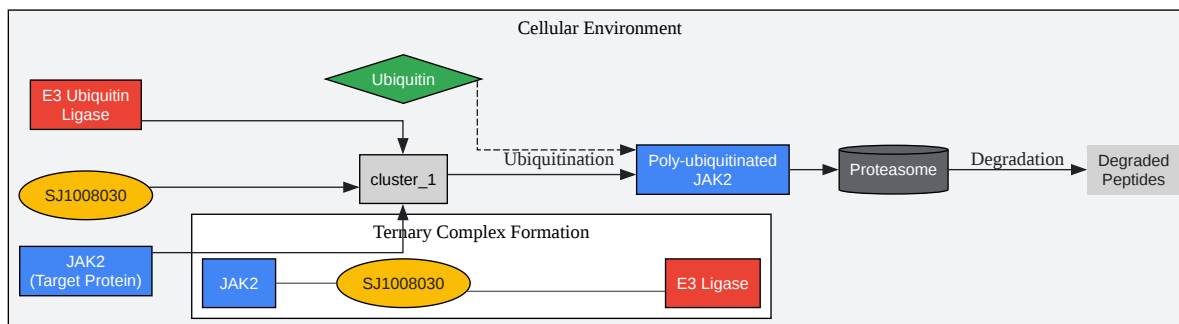 Cellular Environment
Ubiquitin
E3 Ubiquitin
Ligase
Ubiquitination
Poly-ubiquitinated
JAK2
Proteasome
Degradation
Degraded
Peptides
cluster_1
SJ1008030
Ternary Complex Formation
JAK2
(Target Protein)
JAK2
SJ1008030
E3 Ligase